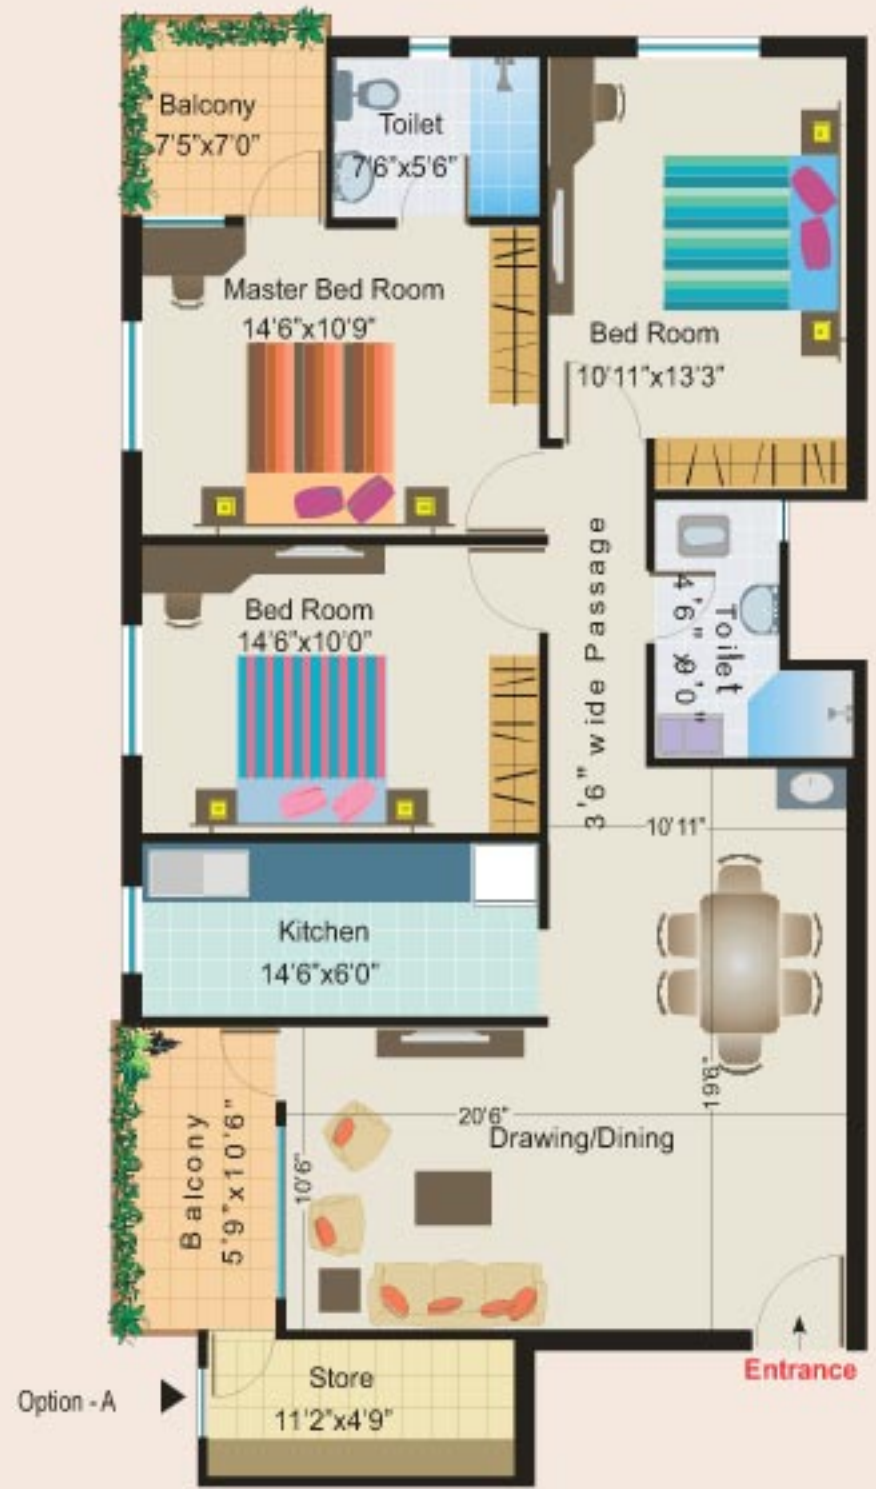 Balcony
7'5"x7'0"
Toilet
7'6"x5'6"
Master Bed Room
14'6"x10'9"
Bed Room
10'11"x13'3"
Bed Room
14'6"x10'0"
3'6" wide Passage
Toilet
4'6"
10'11"
Kitchen
14'6"x6'0"
Balcony
5'9"x10'6"
20'6"
Drawing/Dining
10'6"
19'6"
Entrance
Store
11'2"x4'9"
Option - A